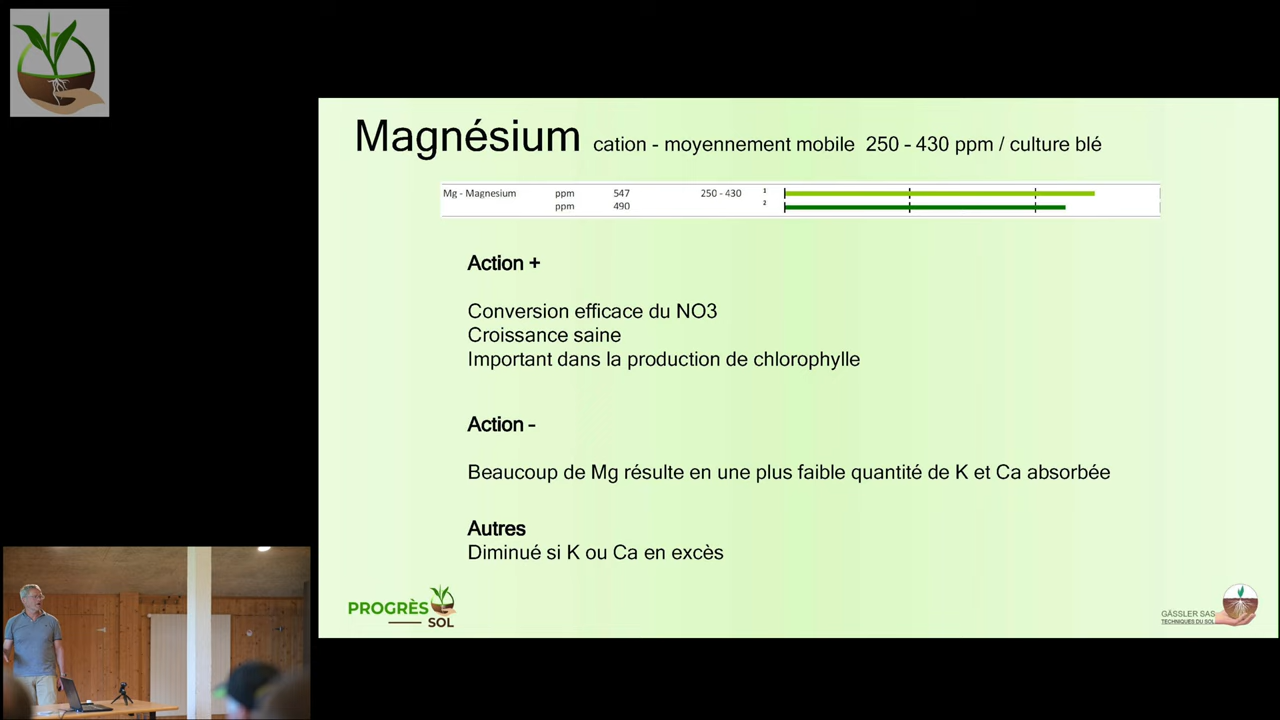 Magnésium cation - moyennement mobile 250 - 430 ppm / culture blé
Mg - Magnesium ppm 547 250 - 430 1
ppm 490 2
Action +
Conversion efficace du NO3
Croissance saine
Important dans la production de chlorophylle
Action -
Beaucoup de Mg résulte en une plus faible quantité de K et Ca absorbée
Autres
Diminué si K ou Ca en excès
PROGRÈS
SOL
GÄSSLER SAS
TECHNIQUES DU SOL